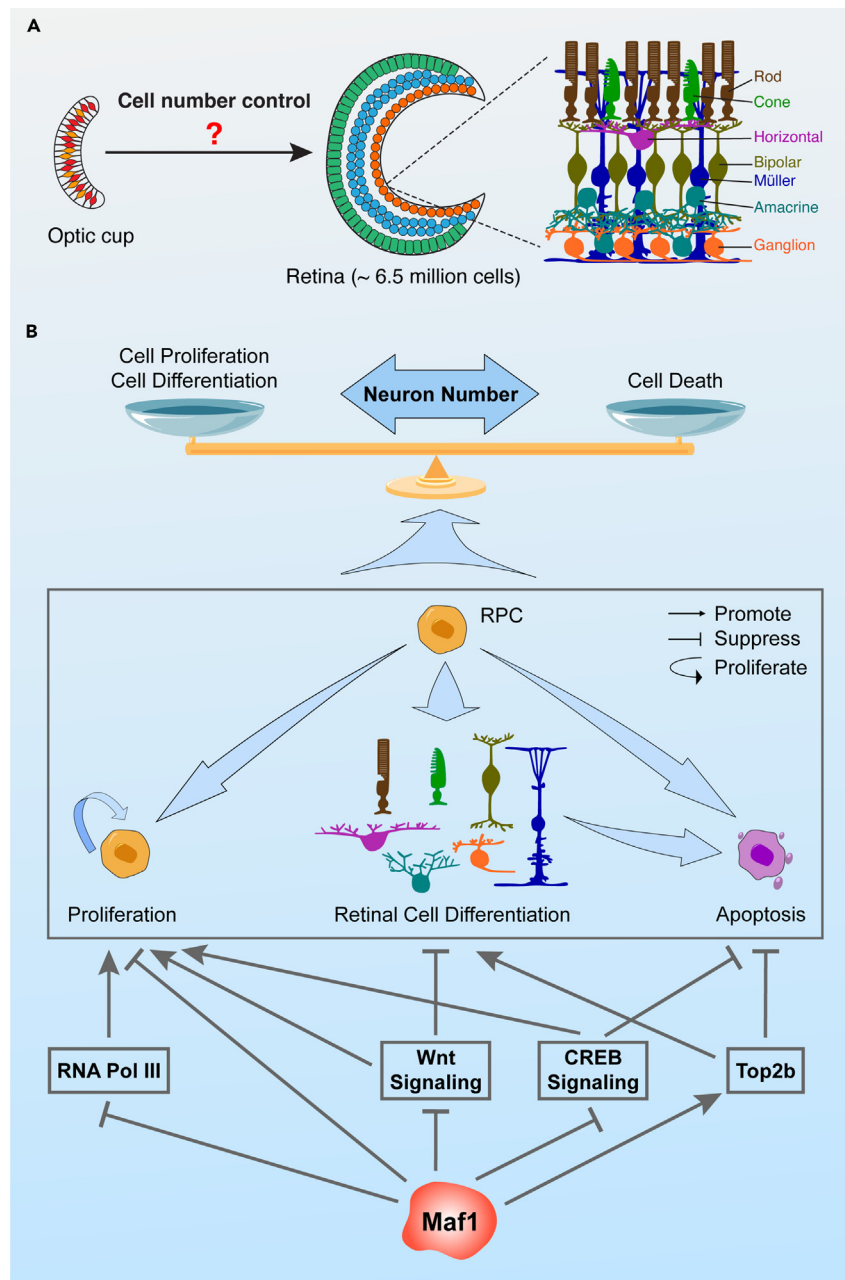 A
Cell number control
?
Optic cup
Retina (~ 6.5 million cells)
Rod
Cone
Horizontal
Bipolar
Müller
Amacrine
Ganglion
B
Cell Proliferation
Cell Differentiation
Neuron Number
Cell Death
RPC
Promote
Suppress
Proliferate
Proliferation
Retinal Cell Differentiation
Apoptosis
RNA Pol III
Wnt
Signaling
CREB
Signaling
Top2b
Maf1